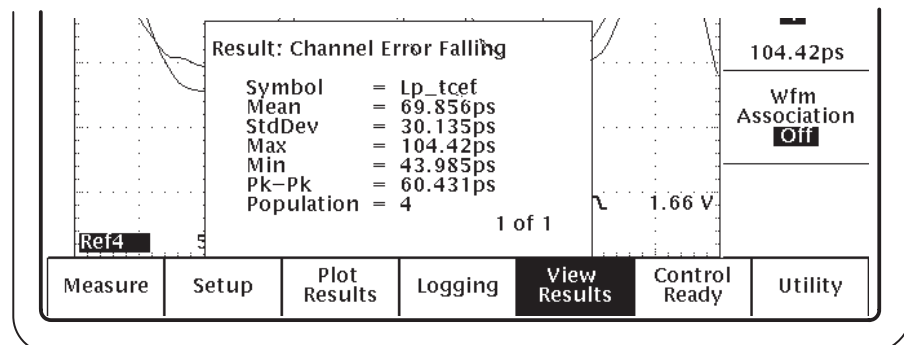 Result: Channel Error Falling
Symbol = Lp_tcef
Mean = 69.856ps
StdDev = 30.135ps
Max = 104.42ps
Min = 43.985ps
Pk-Pk = 60.431ps
Population = 4
1 of 1
104.42ps
Wfm
Association
Off
1.66 V
Ref4 5
Measure
Setup
Plot
Results
Logging
View
Results
Control
Ready
Utility